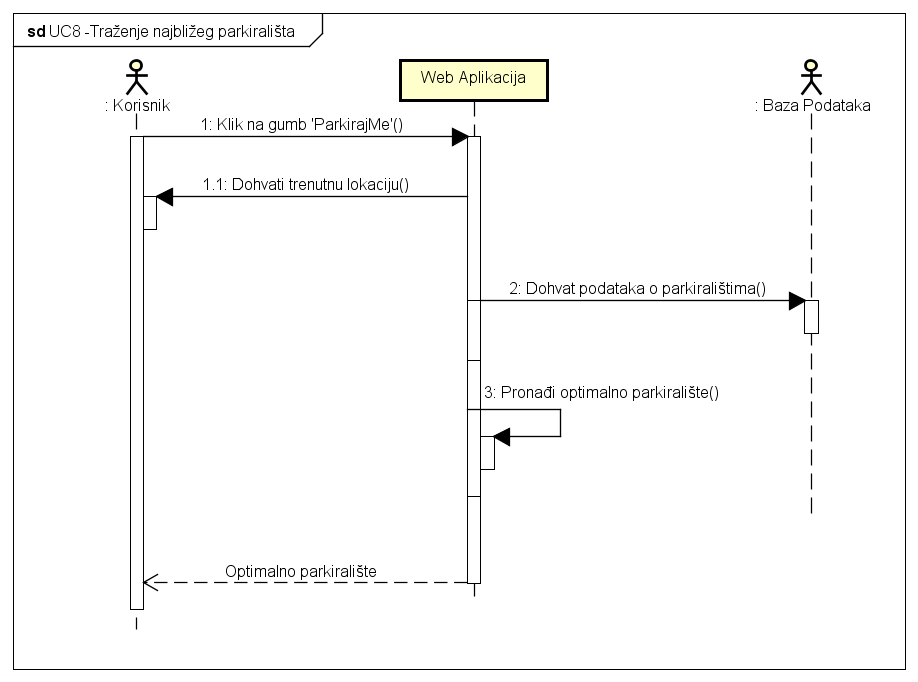 sd UC8 -Traženje najbližeg parkirališta
: Korisnik
Web Aplikacija
: Baza Podataka
1: Klik na gumb 'ParkirajMe'()
1.1: Dohvati trenutnu lokaciju()
2: Dohvat podataka o parkiralištima()
3: Pronađi optimalno parkiralište()
Optimalno parkiralište